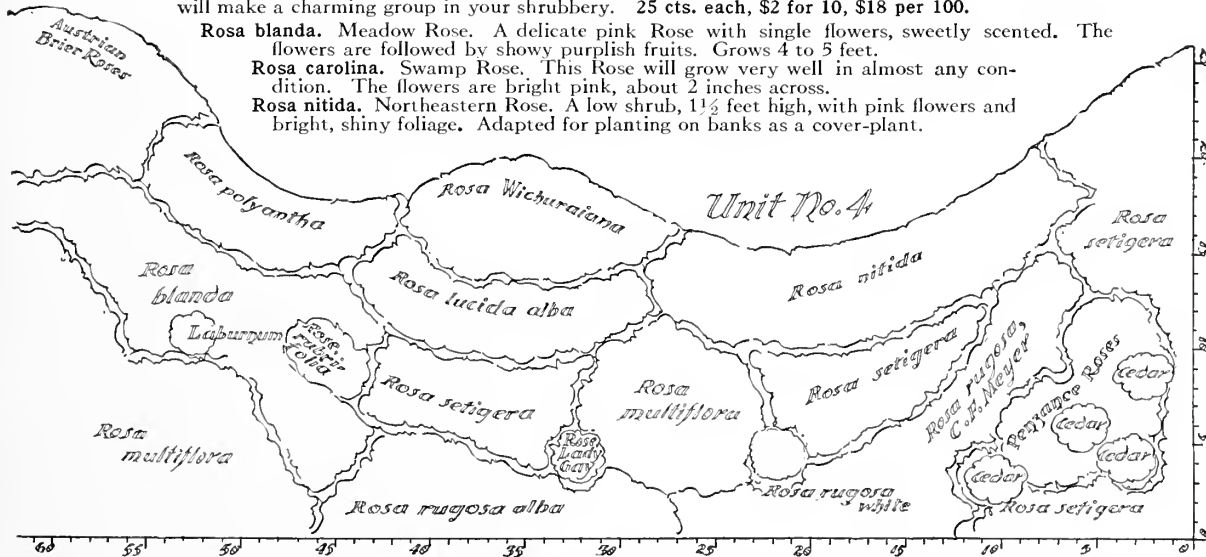 will make a charming group in your shrubbery. 25 cts. each, $2 for 10, $18 per 100.
Rosa blanda. Meadow Rose. A delicate pink Rose with single flowers, sweetly scented. The
flowers are followed by showy purplish fruits. Grows 4 to 5 feet.
Rosa carolina. Swamp Rose. This Rose will grow very well in almost any con-
dition. The flowers are bright pink, about 2 inches across.
Rosa nitida. Northeastern Rose. A low shrub, 1½ feet high, with pink flowers and
bright, shiny foliage. Adapted for planting on banks as a cover-plant.
Austrian
Brier Roses
Rosa polyantha
Rosa Wichuraiana
Unit No. 4
Rosa
setigera
Rosa
blanda
Rosa lucida alba
Rosa nitida
Laburnum
Rosa
rubri-
folia
Rosa setigera
Rosa
multiflora
Rosa setigera
Rosa rugosa,
C. F. Meyer
Penzance Roses
Cedar
Cedar
Cedar
Cedar
Rosa
multiflora
Rose
Lady
Gay
Rosa rugosa alba
Rosa rugosa
white
Rosa setigera
60 55 50 45 40 35 30 25 20 15 10 5 0